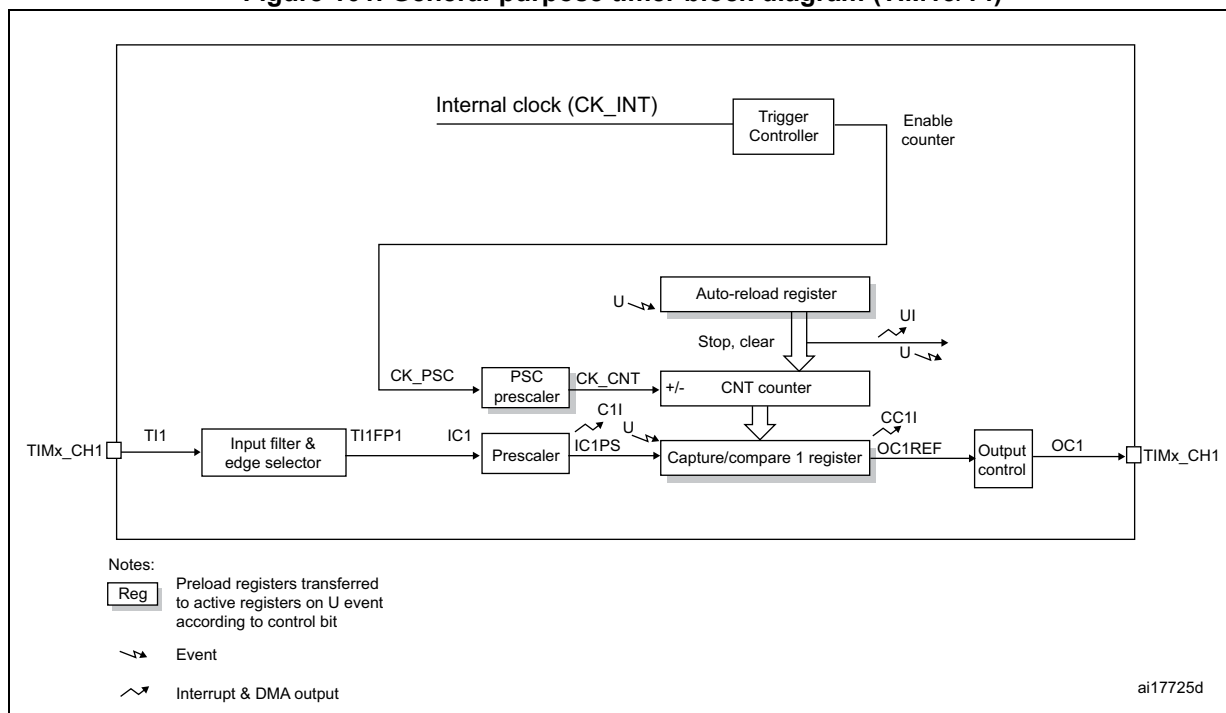 Internal clock (CK_INT)
Trigger
Controller
Enable
counter
Auto-reload register
U
UI
Stop, clear
U
CK_PSC
PSC
prescaler
CK_CNT
+/-
CNT counter
C1I
U
CC1I
TIMx_CH1
TI1
Input filter &
edge selector
TI1FP1
IC1
Prescaler
IC1PS
Capture/compare 1 register
OC1REF
Output
control
OC1
TIMx_CH1
Notes:
Reg
Preload registers transferred
to active registers on U event
according to control bit
Event
Interrupt & DMA output
ai17725d